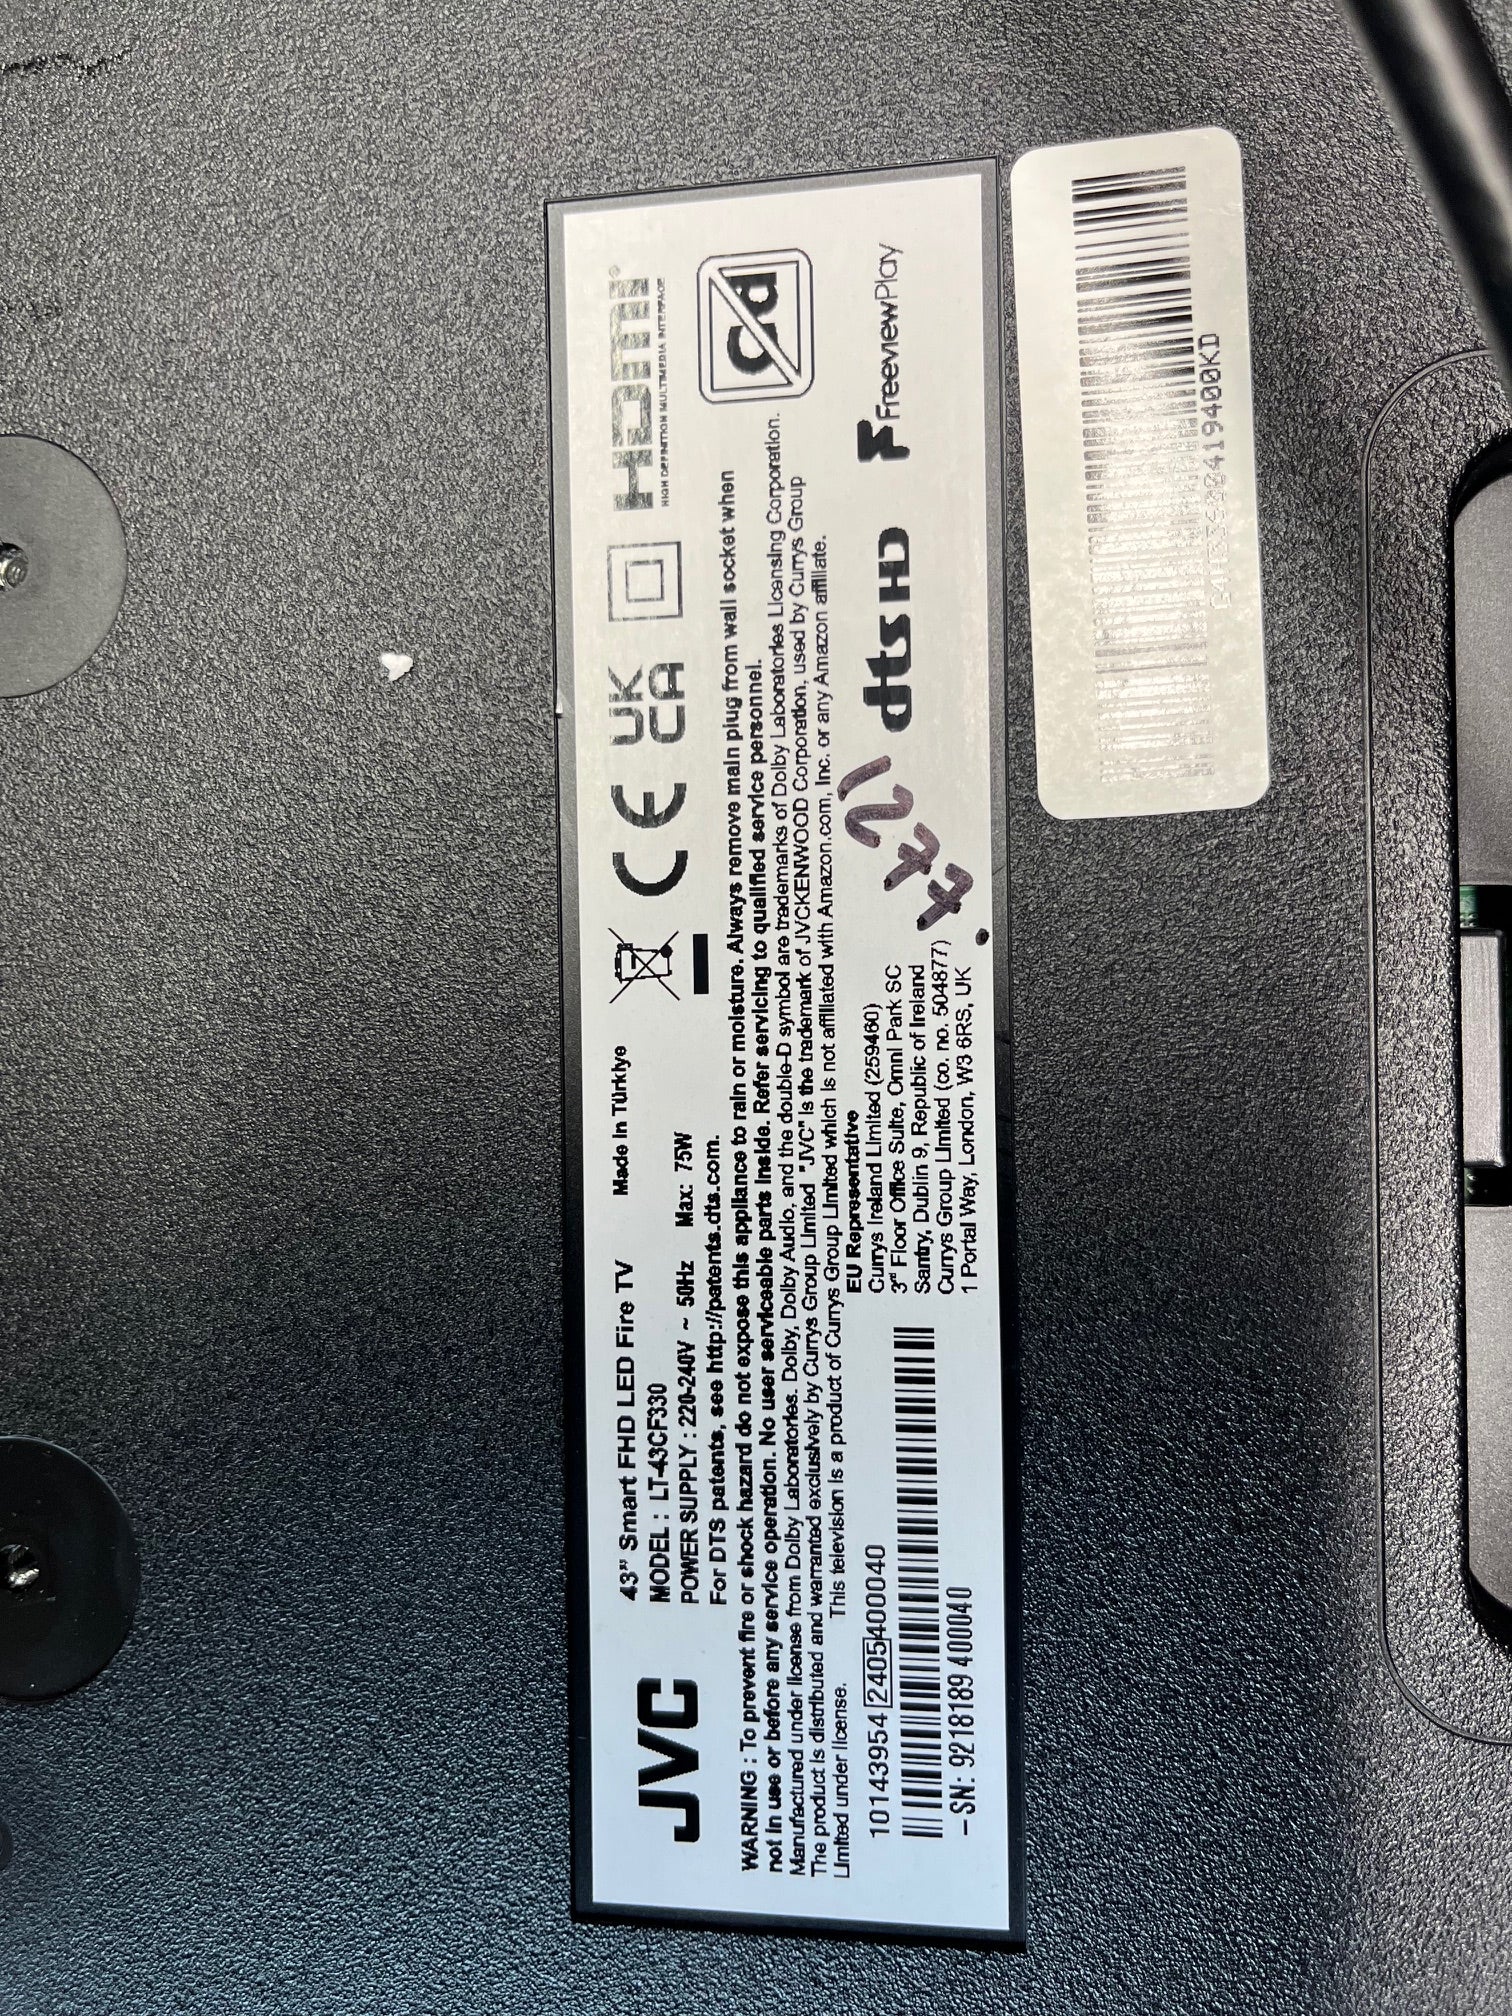 JVC
43" Smart FHD LED Fire TV Made in Türkiye
MODEL : LT-43CF330
POWER SUPPLY : 220-240V ~ 50Hz Max: 75W
For DTS patents, see http://patents.dts.com.
CE
UK
CA
HDMI®
HIGH DEFINITION MULTIMEDIA INTERFACE
WARNING : To prevent fire or shock hazard do not expose this appliance to rain or moisture. Always remove main plug from wall socket when
not in use or before any service operation. No user serviceable parts inside. Refer servicing to qualified service personnel.
Manufactured under license from Dolby Laboratories. Dolby, Dolby Audio, and the double-D symbol are trademarks of Dolby Laboratories Licensing Corporation.
The product is distributed and warranted exclusively by Currys Group Limited "JVC" is the trademark of JVCKENWOOD Corporation, used by Currys Group
Limited under license. This television is a product of Currys Group Limited which is not affiliated with Amazon.com, Inc. or any Amazon affiliate.
Cd
10143954 2405 400040
- SN: 9218189 400040
EU Representative
Currys Ireland Limited (259460)
3rd Floor Office Suite, Omni Park SC
Santry, Dublin 9, Republic of Ireland
Currys Group Limited (co. no. 504877)
1 Portal Way, London, W3 6RS, UK
dts HD
FreeviewPlay